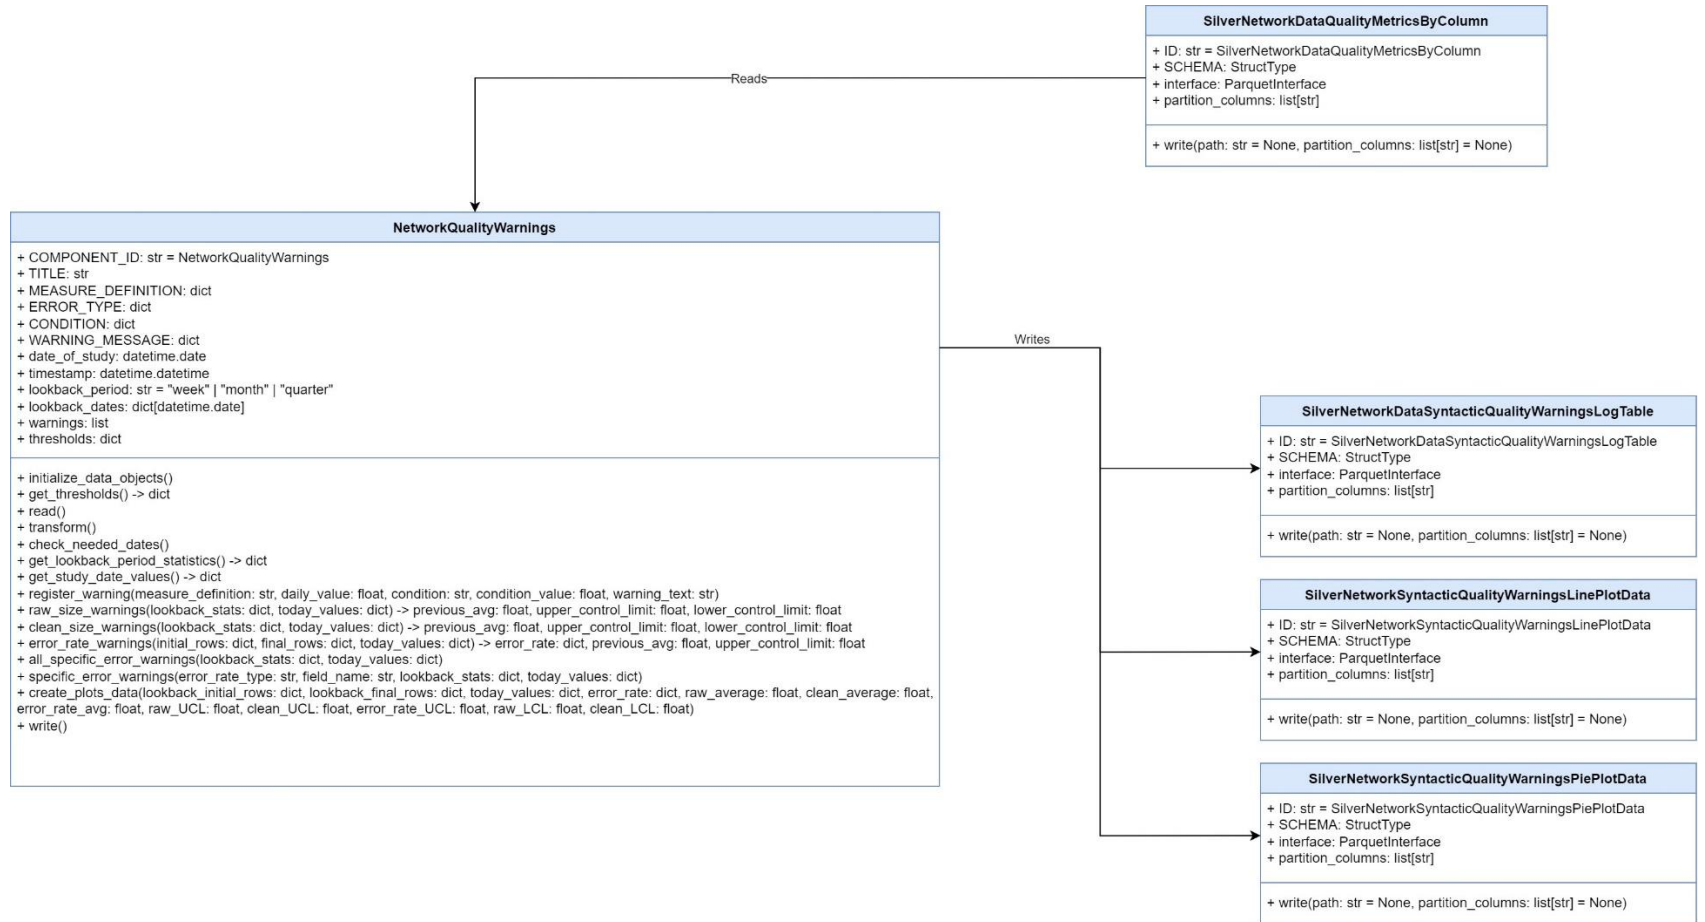 SilverNetworkDataQualityMetricsByColumn
+ ID: str = SilverNetworkDataQualityMetricsByColumn
+ SCHEMA: StructType
+ interface: ParquetInterface
+ partition_columns: list[str]
+ write(path: str = None, partition_columns: list[str] = None)
Reads
NetworkQualityWarnings
+ COMPONENT_ID: str = NetworkQualityWarnings
+ TITLE: str
+ MEASURE_DEFINITION: dict
+ ERROR_TYPE: dict
+ CONDITION: dict
+ WARNING_MESSAGE: dict
+ date_of_study: datetime.date
+ timestamp: datetime.datetime
+ lookback_period: str = "week" | "month" | "quarter"
+ lookback_dates: dict[datetime.date]
+ warnings: list
+ thresholds: dict
+ initialize_data_objects()
+ get_thresholds() -> dict
+ read()
+ transform()
+ check_needed_dates()
+ get_lookback_period_statistics() -> dict
+ get_study_date_values() -> dict
+ register_warning(measure_definition: str, daily_value: float, condition: str, condition_value: float, warning_text: str)
+ raw_size_warnings(lookback_stats: dict, today_values: dict) -> previous_avg: float, upper_control_limit: float, lower_control_limit: float
+ clean_size_warnings(lookback_stats: dict, today_values: dict) -> previous_avg: float, upper_control_limit: float, lower_control_limit: float
+ error_rate_warnings(initial_rows: dict, final_rows: dict, today_values: dict) -> error_rate: dict, previous_avg: float, upper_control_limit: float
+ all_specific_error_warnings(lookback_stats: dict, today_values: dict)
+ specific_error_warnings(error_rate_type: str, field_name: str, lookback_stats: dict, today_values: dict)
+ create_plots_data(lookback_initial_rows: dict, lookback_final_rows: dict, today_values: dict, error_rate: dict, raw_average: float, clean_average: float,
error_rate_avg: float, raw_UCL: float, clean_UCL: float, error_rate_UCL: float, raw_LCL: float, clean_LCL: float)
+ write()
Writes
SilverNetworkDataSyntacticQualityWarningsLogTable
+ ID: str = SilverNetworkDataSyntacticQualityWarningsLogTable
+ SCHEMA: StructType
+ interface: ParquetInterface
+ partition_columns: list[str]
+ write(path: str = None, partition_columns: list[str] = None)
SilverNetworkSyntacticQualityWarningsLinePlotData
+ ID: str = SilverNetworkSyntacticQualityWarningsLinePlotData
+ SCHEMA: StructType
+ interface: ParquetInterface
+ partition_columns: list[str]
+ write(path: str = None, partition_columns: list[str] = None)
SilverNetworkSyntacticQualityWarningsPiePlotData
+ ID: str = SilverNetworkSyntacticQualityWarningsPiePlotData
+ SCHEMA: StructType
+ interface: ParquetInterface
+ partition_columns: list[str]
+ write(path: str = None, partition_columns: list[str] = None)